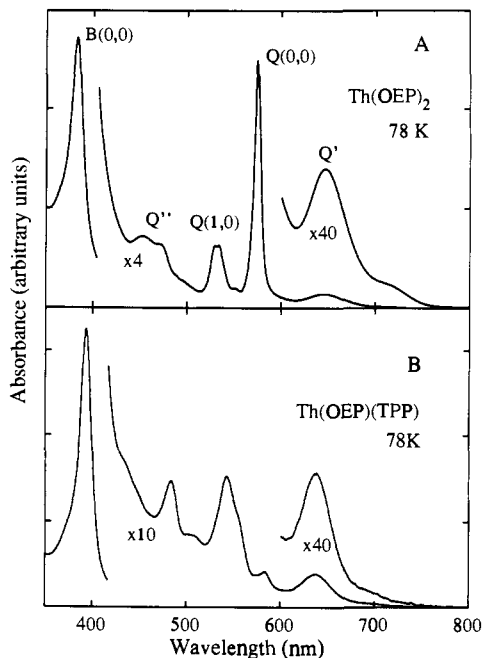 B(0,0)
A
Q(0,0)
Th(OEP)2
78 K
Q'
Q''
Q(1,0)
x4
x40
B
Th(OEP)(TPP)
78K
x10
x40
400 500 600 700 800
Wavelength (nm)
Absorbance (arbitrary units)